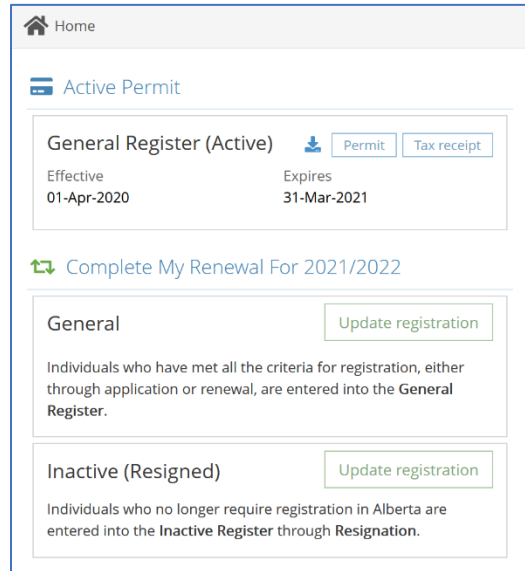 Home
Active Permit
General Register (Active) Permit Tax receipt
Effective Expires
01-Apr-2020 31-Mar-2021
Complete My Renewal For 2021/2022
General Update registration
Individuals who have met all the criteria for registration, either
through application or renewal, are entered into the General
Register.
Inactive (Resigned) Update registration
Individuals who no longer require registration in Alberta are
entered into the Inactive Register through Resignation.